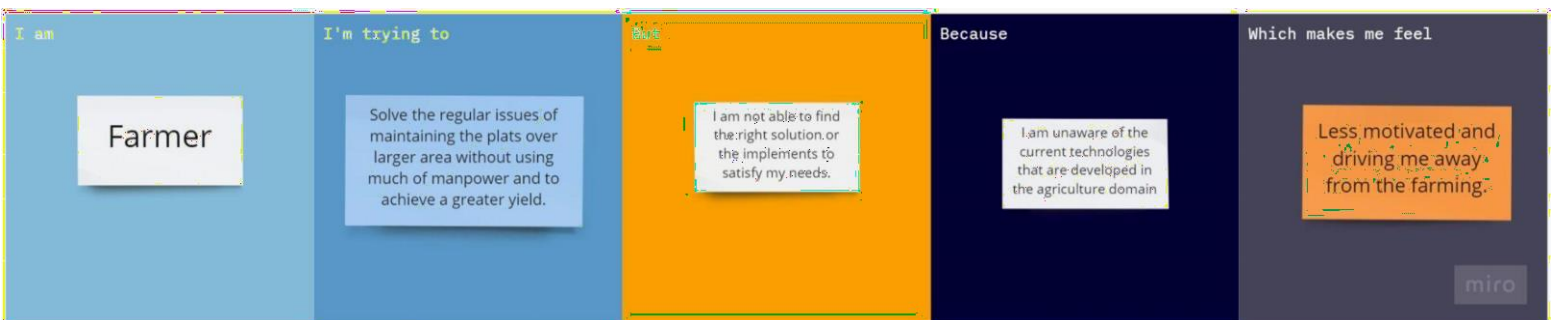 I am
Farmer
I'm trying to
Solve the regular issues of
maintaining the plats over
larger area without using
much of manpower and to
achieve a greater yield.
But
I am not able to find
the right solution or
the implements to
satisfy my needs.
Because
I am unaware of the
current technologies
that are developed in
the agriculture domain
Which makes me feel
Less motivated and
driving me away
from the farming.
miro